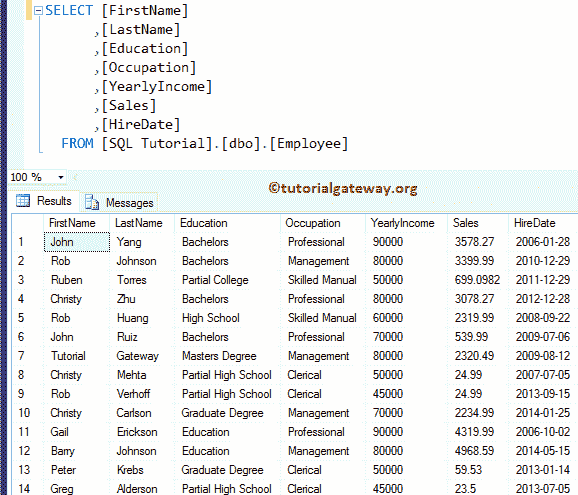 SELECT [FirstName]
,[LastName]
,[Education]
,[Occupation]
,[YearlyIncome]
,[Sales]
,[HireDate]
FROM [SQL Tutorial].[dbo].[Employee]
100 %
©tutorialgateway.org
Results Messages
FirstName LastName Education Occupation YearlyIncome Sales HireDate
1 John Yang Bachelors Professional 90000 3578.27 2006-01-28
2 Rob Johnson Bachelors Management 80000 3399.99 2010-12-29
3 Ruben Torres Partial College Skilled Manual 50000 699.0982 2011-12-29
4 Christy Zhu Bachelors Professional 80000 3078.27 2012-12-28
5 Rob Huang High School Skilled Manual 60000 2319.99 2008-09-22
6 John Ruiz Bachelors Professional 70000 539.99 2009-07-06
7 Tutorial Gateway Masters Degree Management 80000 2320.49 2009-08-12
8 Christy Mehta Partial High School Clerical 50000 24.99 2007-07-05
9 Rob Verhoff Partial High School Clerical 45000 24.99 2013-09-15
10 Christy Carlson Graduate Degree Management 70000 2234.99 2014-01-25
11 Gail Erickson Education Professional 90000 4319.99 2006-10-02
12 Barry Johnson Education Management 80000 4968.59 2014-05-15
13 Peter Krebs Graduate Degree Clerical 50000 59.53 2013-01-14
14 Greg Alderson Partial High School Clerical 45000 23.5 2013-07-05